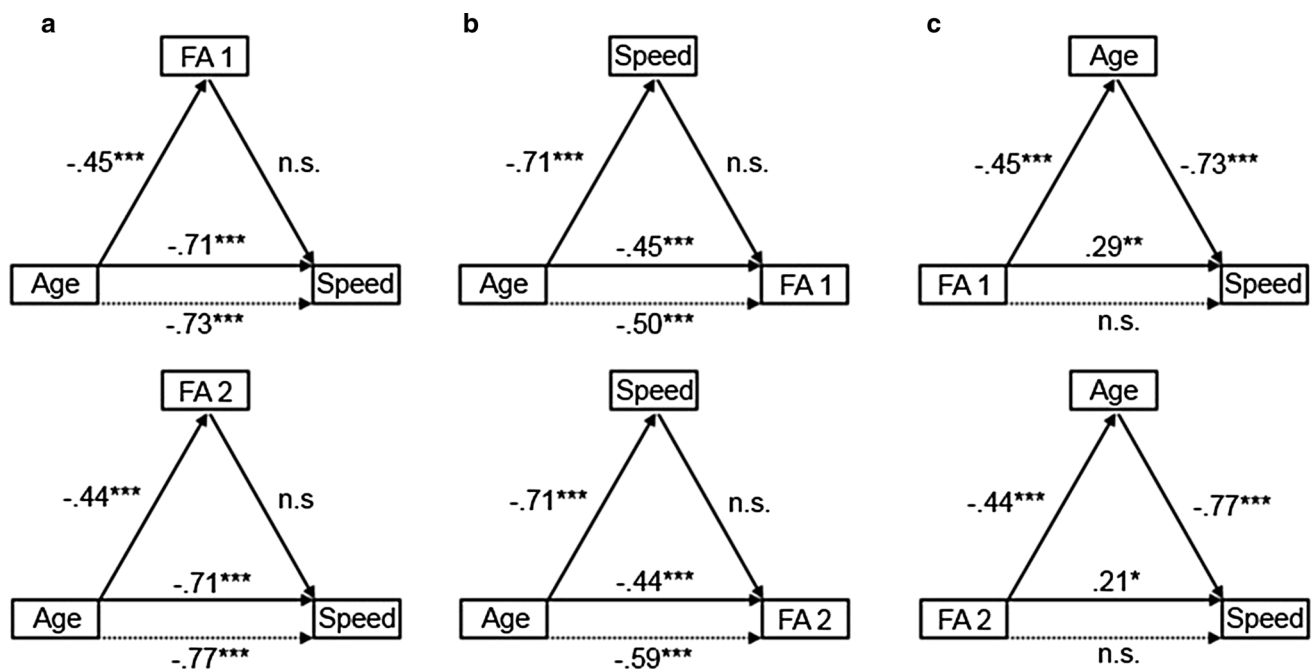 a
FA 1
-.45***
n.s.
-.71***
Age
Speed
-.73***
FA 2
-.44***
n.s
-.71***
Age
Speed
-.77***
b
Speed
-.71***
n.s.
-.45***
Age
FA 1
-.50***
Speed
-.71***
n.s.
-.44***
Age
FA 2
-.59***
c
Age
-.45***
-.73***
.29**
FA 1
Speed
n.s.
Age
-.44***
-.77***
.21*
FA 2
Speed
n.s.